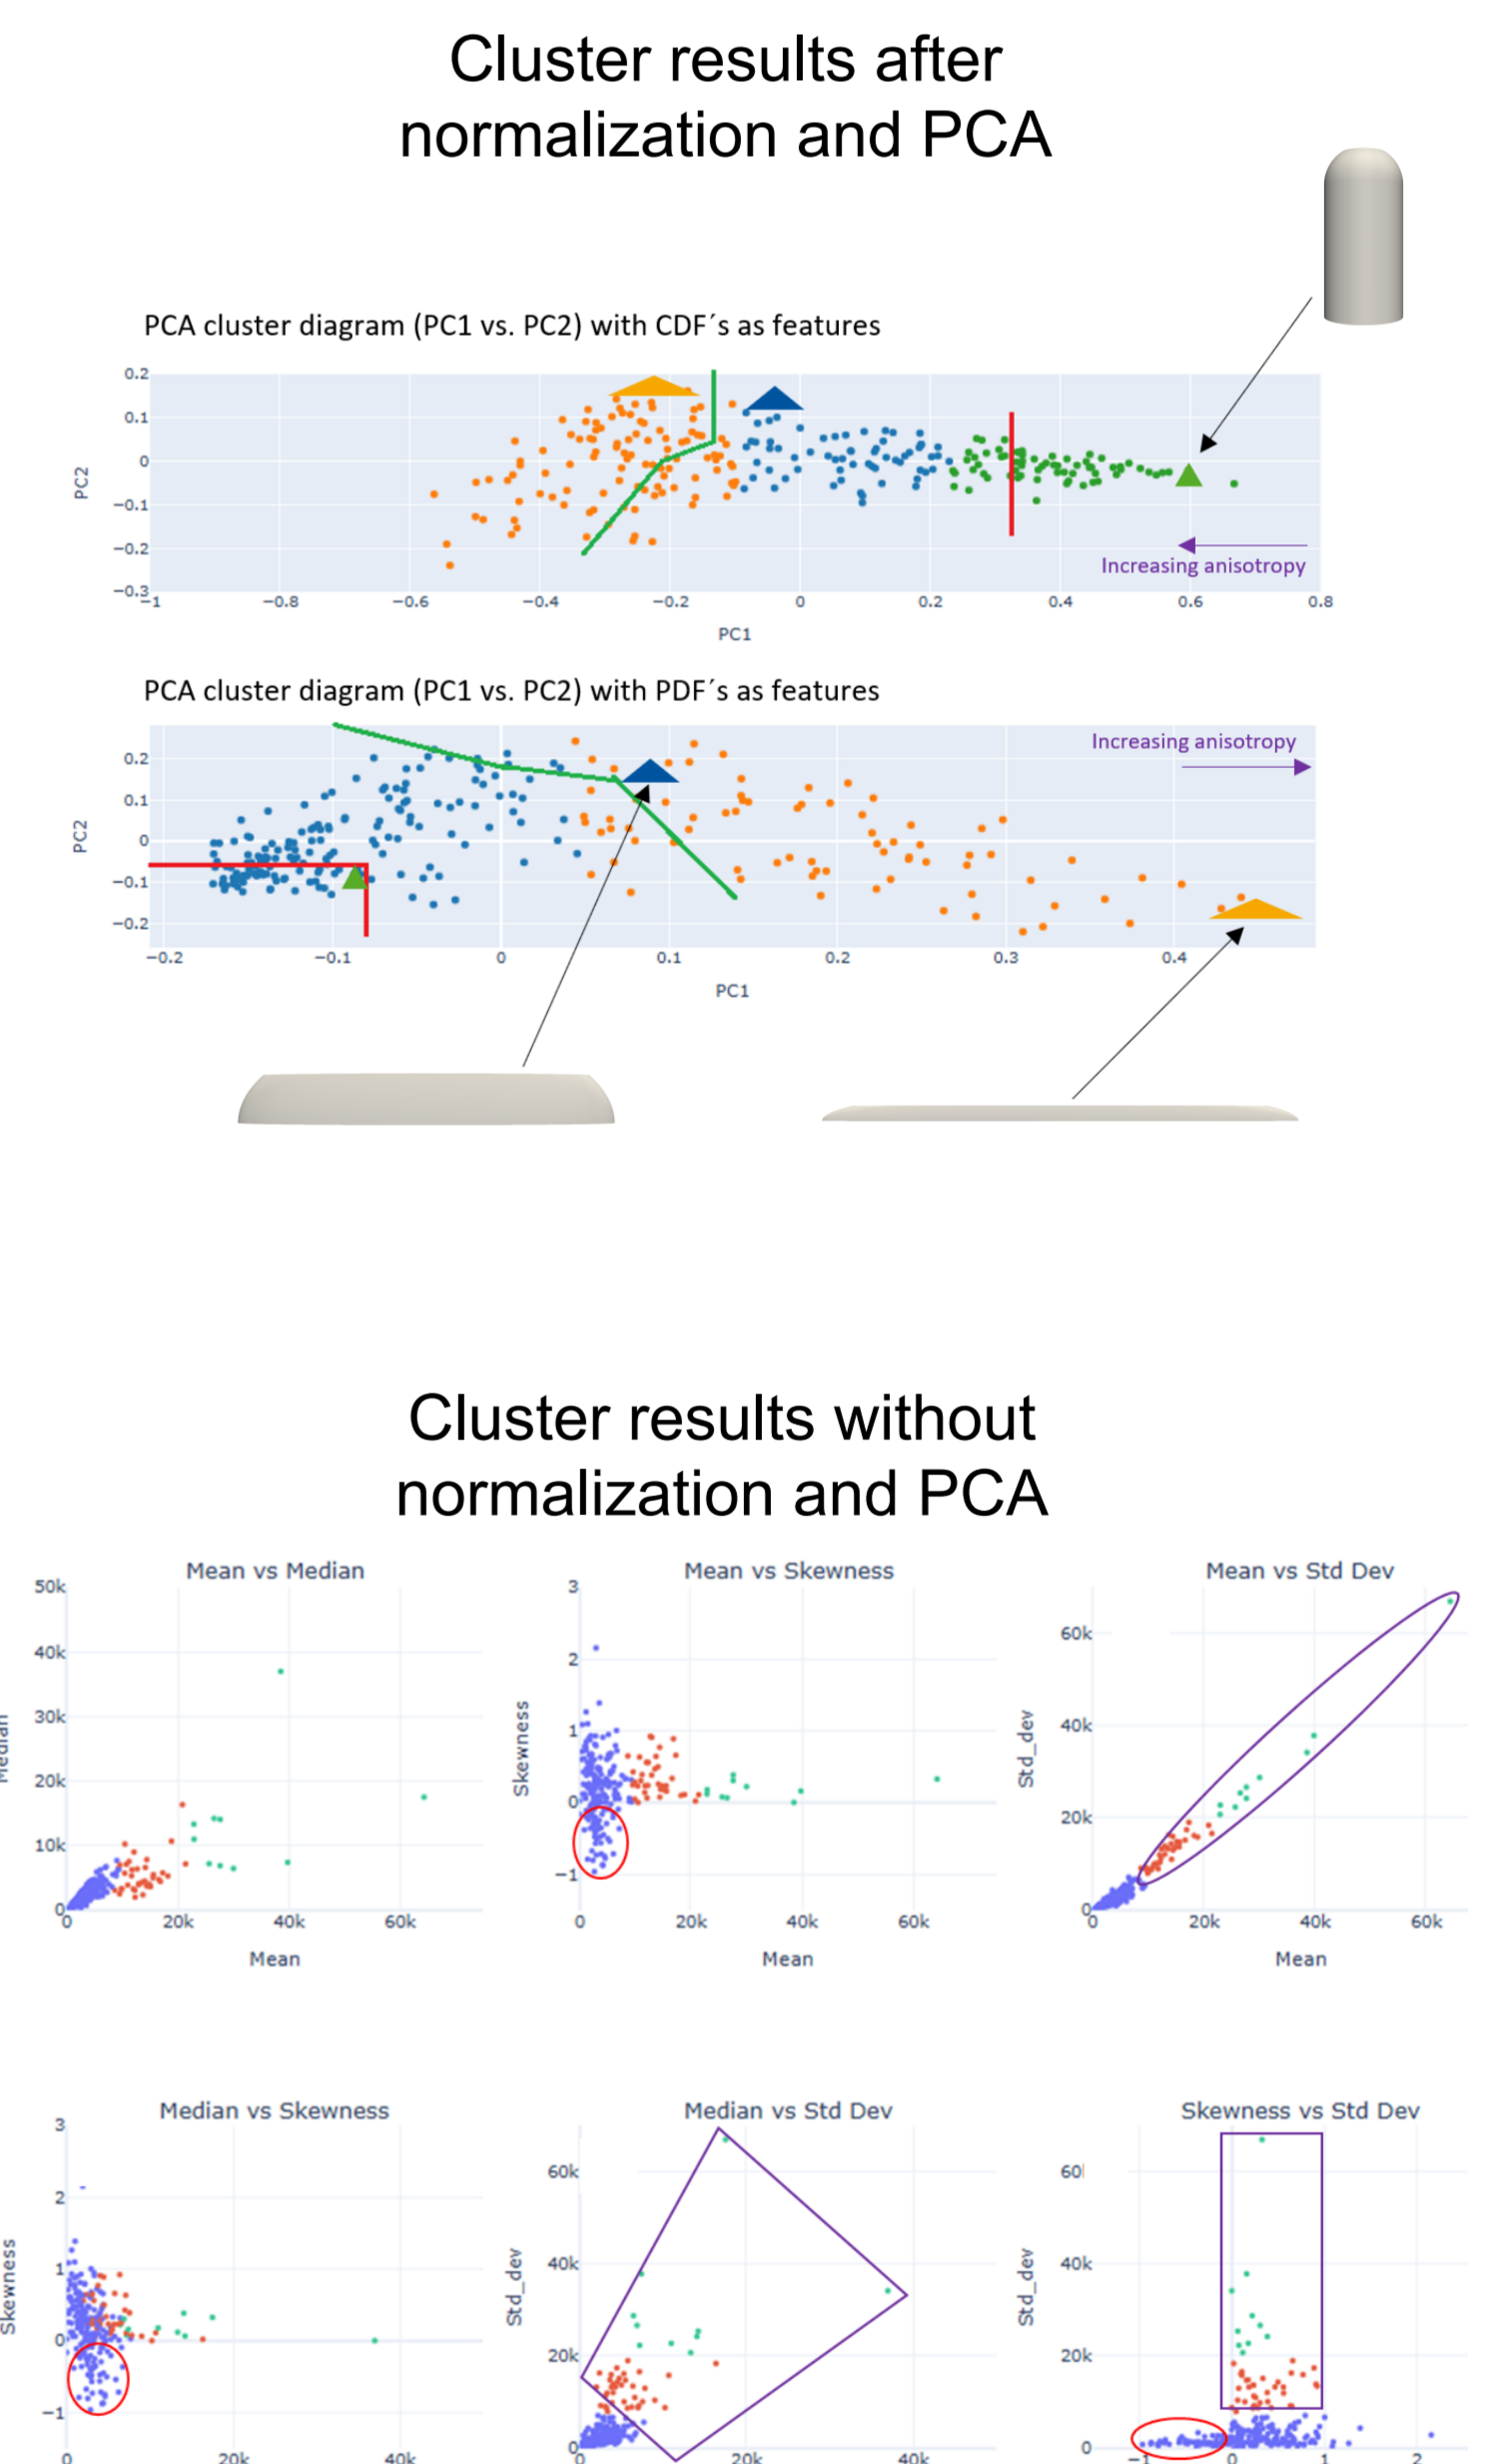 Cluster results after
normalization and PCA
PCA cluster diagram (PC1 vs. PC2) with CDF´s as features
0.2
0.1
0
−0.1
−0.2
−0.3
PC2
−1
−0.8
−0.6
−0.4
−0.2
0
0.2
0.4
0.6
0.8
PC1
Increasing anisotropy
PCA cluster diagram (PC1 vs. PC2) with PDF´s as features
Increasing anisotropy
0.2
0.1
0
−0.1
−0.2
PC2
−0.2
−0.1
0
0.1
0.2
0.3
0.4
PC1
Cluster results without
normalization and PCA
Mean vs Median
50k
40k
30k
20k
10k
0
0
20k
40k
60k
Mean
Mean vs Skewness
3
2
1
0
−1
Skewness
0
20k
40k
60k
Mean
Mean vs Std Dev
60k
40k
20k
0
Std_dev
0
20k
40k
60k
Mean
Median vs Skewness
3
2
1
0
−1
Skewness
0
20k
40k
Median vs Std Dev
60k
40k
20k
0
Std_dev
20k
40k
Skewness vs Std Dev
60
40k
20k
0
Std_dev
−1
0
1
2